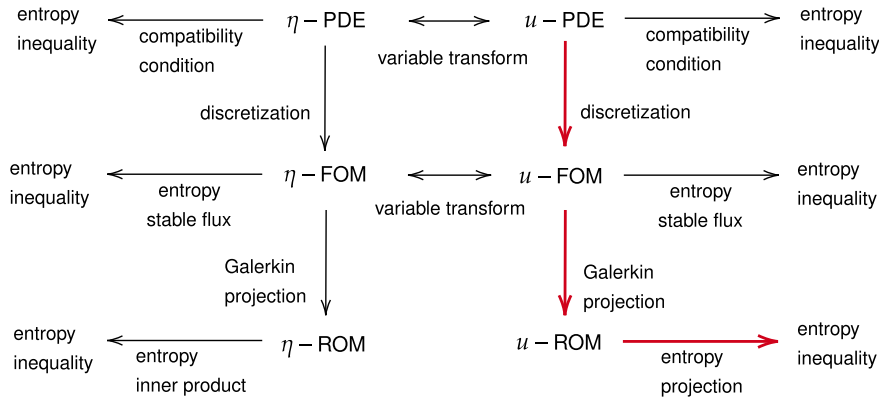 entropy
inequality
compatibility
condition
η − PDE
variable transform
u − PDE
compatibility
condition
entropy
inequality
discretization
discretization
entropy
inequality
entropy
stable flux
η − FOM
variable transform
u − FOM
entropy
stable flux
entropy
inequality
Galerkin
projection
Galerkin
projection
entropy
inequality
entropy
inner product
η − ROM
u − ROM
entropy
projection
entropy
inequality